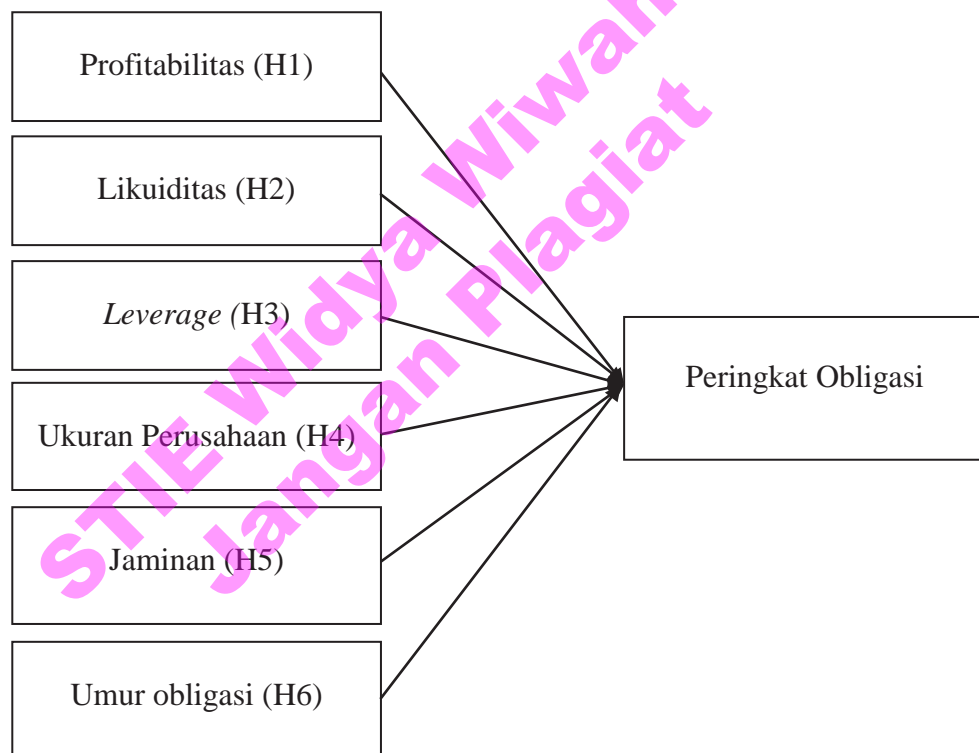 Profitabilitas (H1)
Likuiditas (H2)
Leverage (H3)
Ukuran Perusahaan (H4)
Jaminan (H5)
Umur obligasi (H6)
Peringkat Obligasi
STIE Widya
Jangan Plagiat